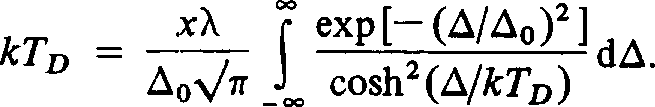 $kT_D = \frac{x\lambda}{\Delta_0\sqrt{\pi}} \int_{-\infty}^{\infty} \frac{\exp[-(\Delta/\Delta_0)^2]}{\cosh^2(\Delta/kT_D)} \, \mathrm{d}\Delta.$